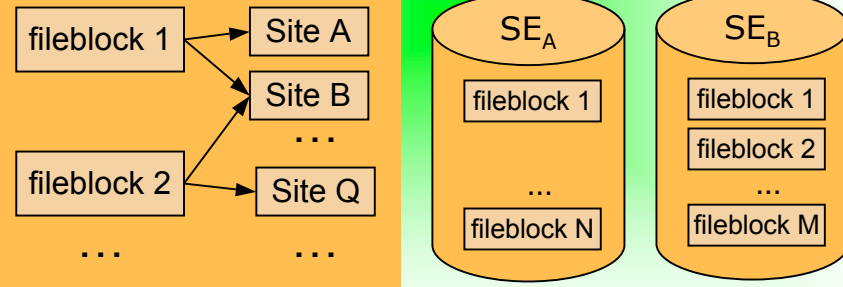 fileblock 1
Site A
Site B
...
fileblock 2
Site Q
...
...
SE_A
fileblock 1
...
fileblock N
SE_B
fileblock 1
fileblock 2
...
fileblock M